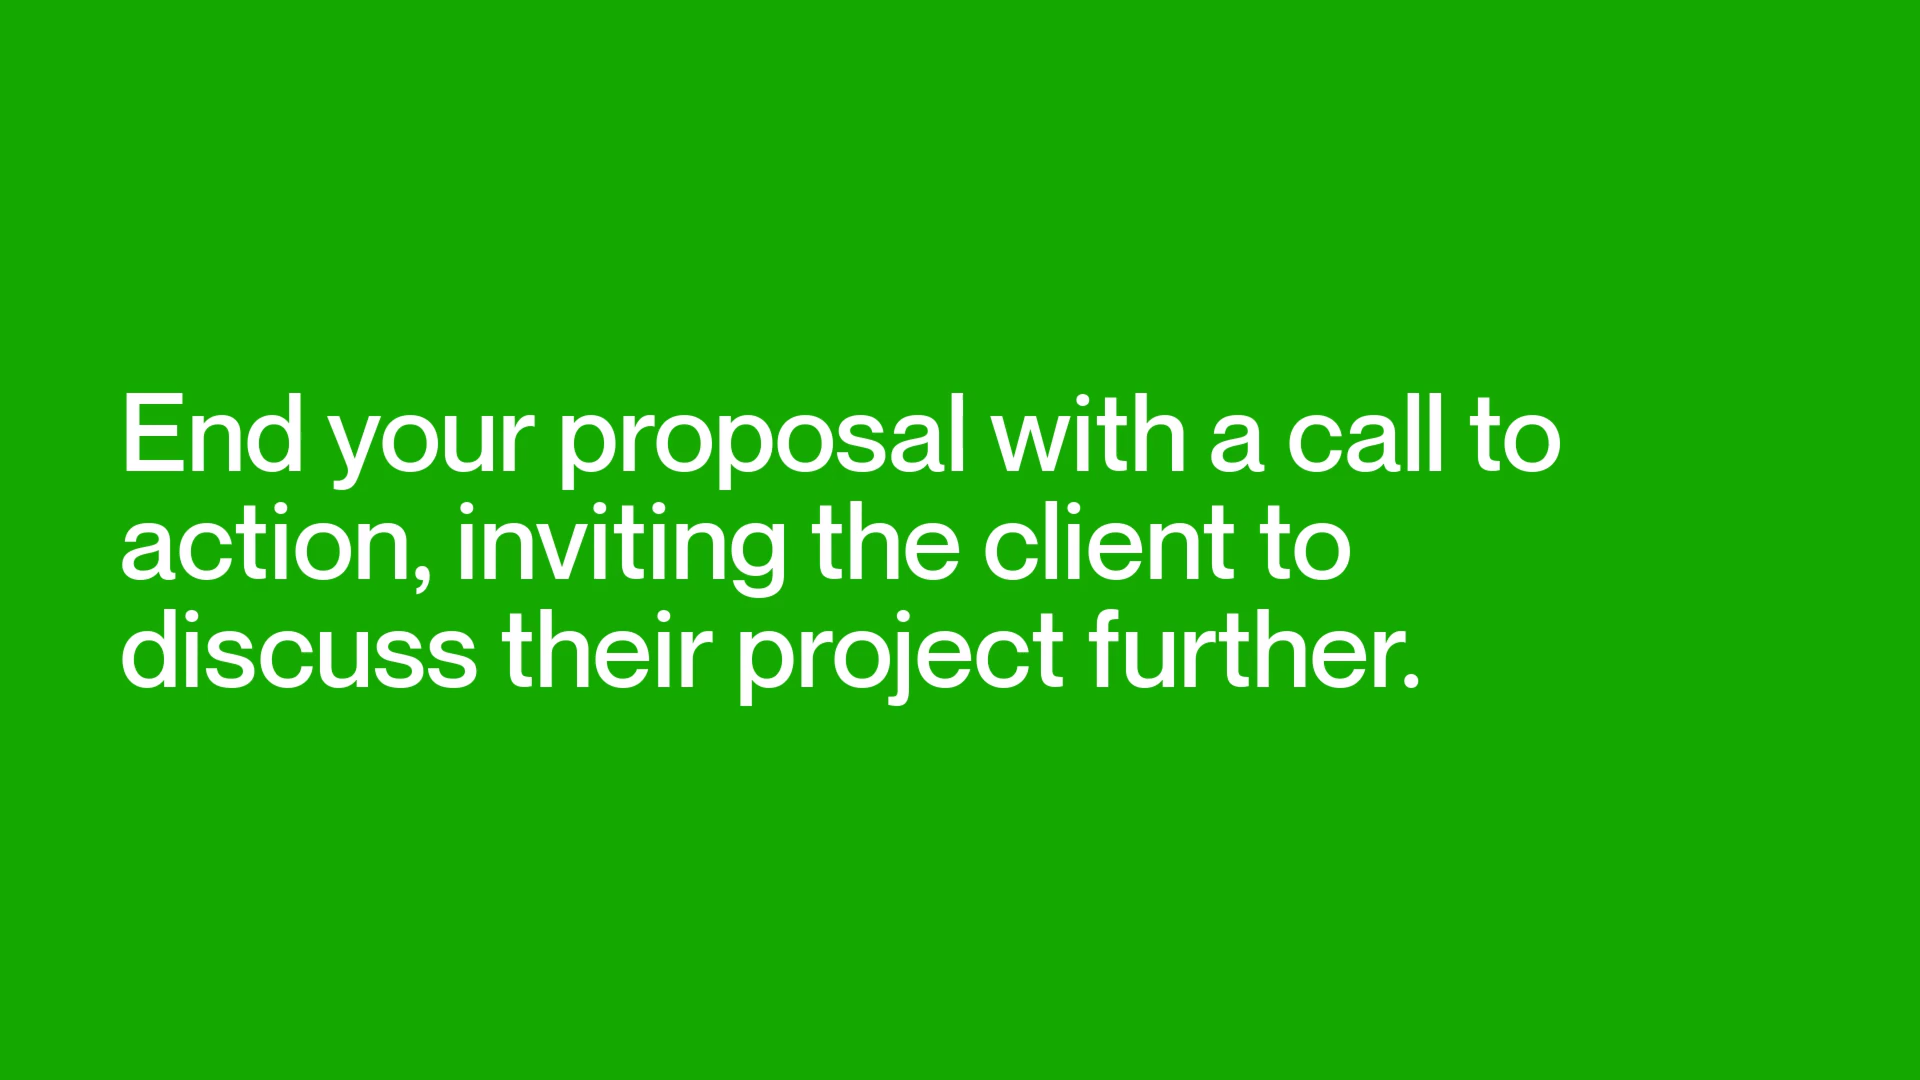 End your proposal with a call to
action, inviting the client to
discuss their project further.